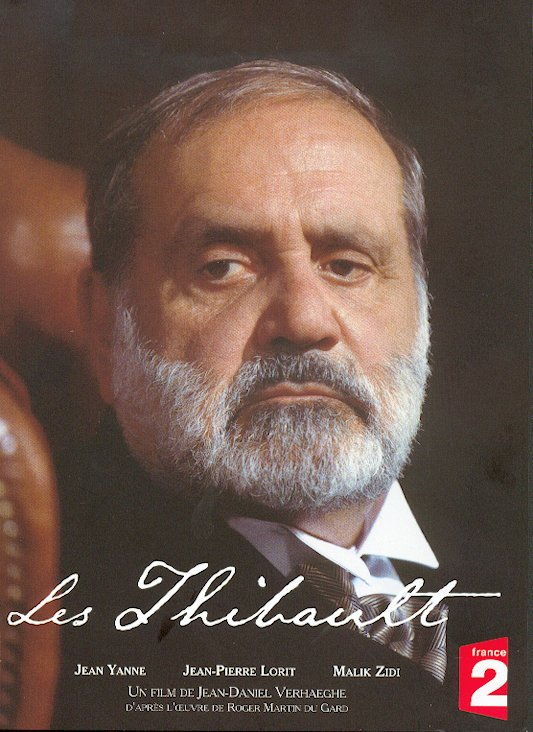 Les Thibault
JEAN YANNE JEAN-PIERRE LORIT MALIK ZIDI
UN FILM DE JEAN-DANIEL VERHAEGHE
D'APRÈS L'ŒUVRE DE ROGER MARTIN DU GARD
france
2